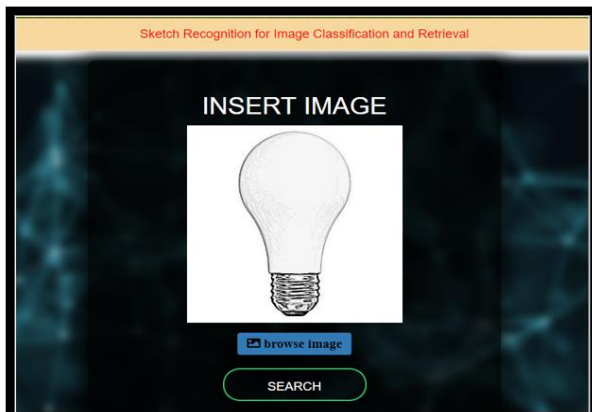 Sketch Recognition for Image Classification and Retrieval
INSERT IMAGE
browse image
SEARCH